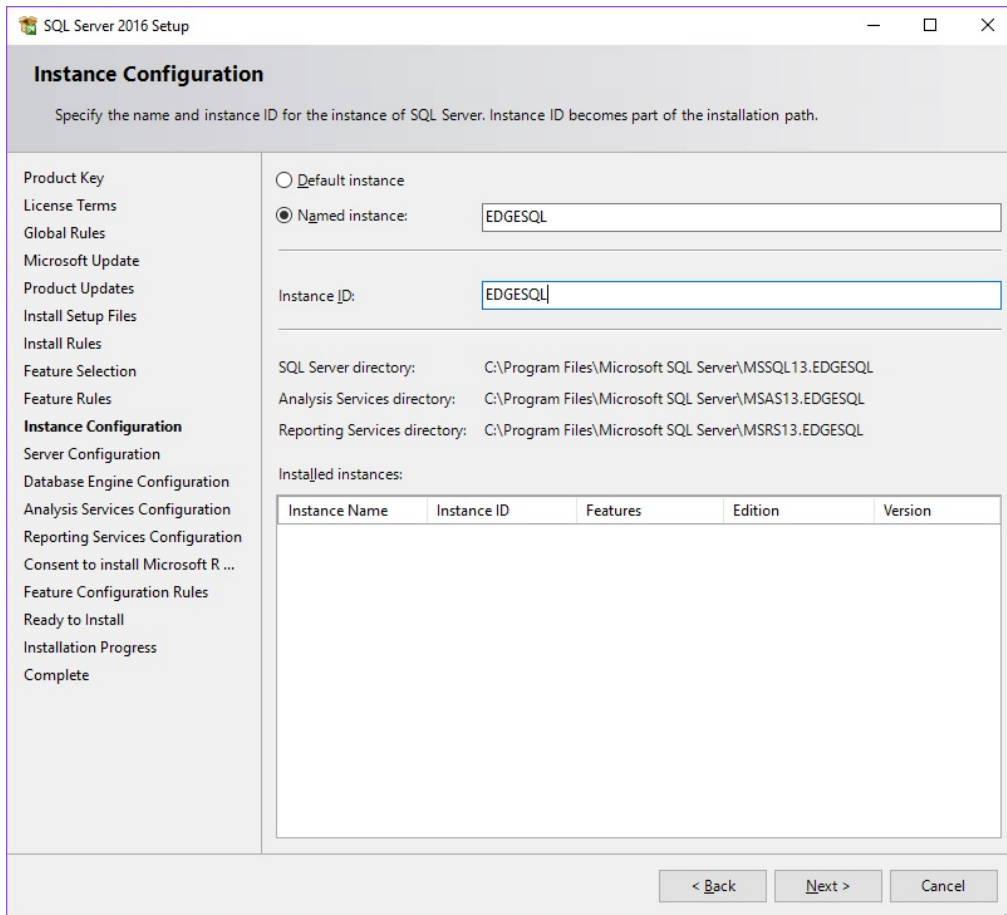 SQL Server 2016 Setup
Instance Configuration
Specify the name and instance ID for the instance of SQL Server. Instance ID becomes part of the installation path.
Product Key
License Terms
Global Rules
Microsoft Update
Product Updates
Install Setup Files
Install Rules
Feature Selection
Feature Rules
Instance Configuration
Server Configuration
Database Engine Configuration
Analysis Services Configuration
Reporting Services Configuration
Consent to install Microsoft R ...
Feature Configuration Rules
Ready to Install
Installation Progress
Complete
Default instance
Named instance: EDGESQL
Instance ID: EDGESQL
SQL Server directory: C:\Program Files\Microsoft SQL Server\MSSQL13.EDGESQL
Analysis Services directory: C:\Program Files\Microsoft SQL Server\MSAS13.EDGESQL
Reporting Services directory: C:\Program Files\Microsoft SQL Server\MSRS13.EDGESQL
Installed instances:
Instance Name Instance ID Features Edition Version
< Back Next > Cancel